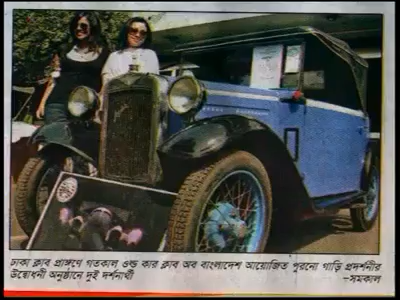 ঢাকা ক্লাব প্রাঙ্গণে গতকাল ওল্ড কার ক্লাব অব বাংলাদেশ আয়োজিত পুরনো গাড়ি প্রদর্শনীর
উদ্বোধনী অনুষ্ঠানে দুই দর্শনার্থী –সমকাল